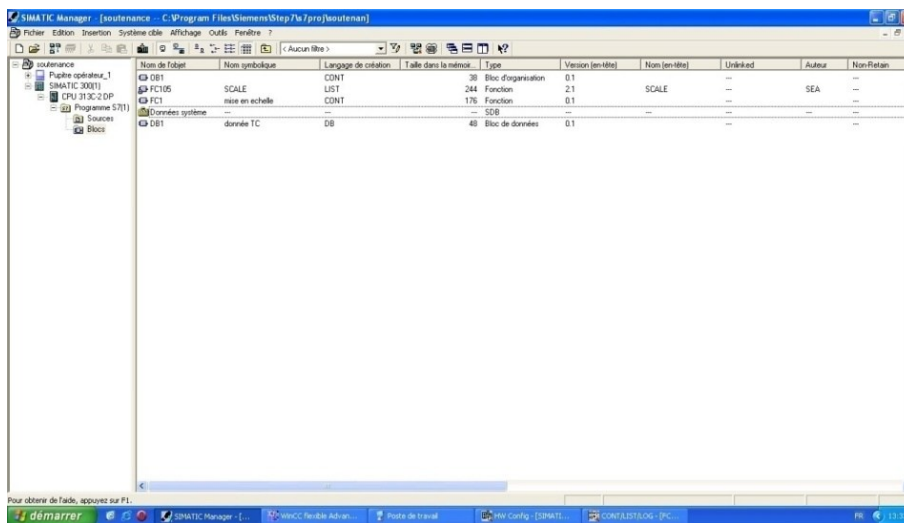 SIMATIC Manager - [soutenance -- C:\Program Files\Siemens\Step7\s7proj\soutenan]
Fichier Edition Insertion Système cible Affichage Outils Fenêtre ?
< Aucun filtre >
soutenance
Pupitre opérateur_1
SIMATIC 300(1)
CPU 313C-2 DP
Programme S7(1)
Sources
Blocs
Nom de l'objet Nom symbolique Langage de création Taille dans la mémoir... Type Version (en-tête) Nom (en-tête) Unlinked Auteur Non-Retain
OB1 CONT 38 Bloc d'organisation 0.1 --- ---
FC105 SCALE LIST 244 Fonction 2.1 SCALE --- SEA ---
FC1 mise en echelle CONT 176 Fonction 0.1 --- ---
Données système --- --- --- SDB --- --- --- --- ---
DB1 donnée TC DB 48 Bloc de données 0.1 --- ---
Pour obtenir de l'aide, appuyez sur F1.
démarrer SIMATIC Manager - [... WinCC flexible Advan... Poste de travail HW Config - [SIMATI... CONT/LIST/LOG - [FC... FR